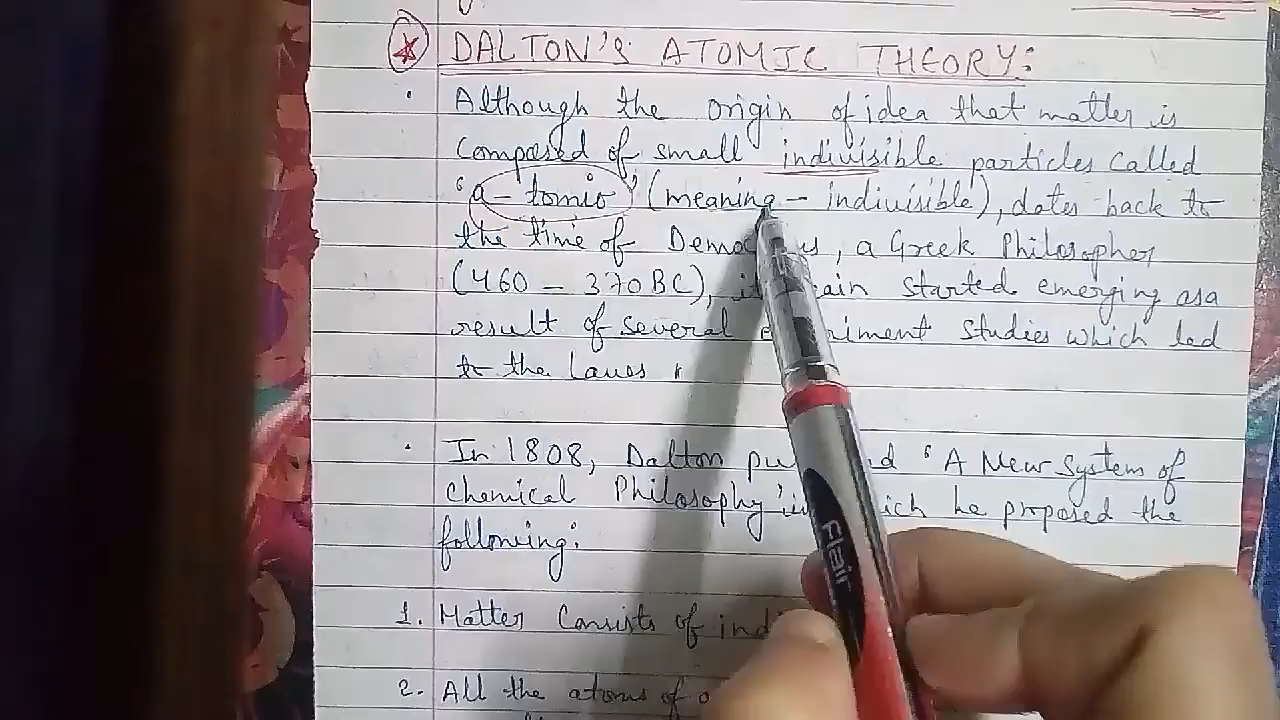 DALTON'S ATOMIC THEORY:
• Although the origin of idea that matter is
composed of small indivisible particles called
'a-tomio' (meaning - indivisible), dates back to
the time of , a Greek Philosopher
(460 - 370BC), started emerging as a
result of several studies which led
to the Laws
• In 1808, Dalton 'A New System of
Chemical Philosophy' he proposed the
following:
1. Matter Consists of
2. All the atoms of
Flair